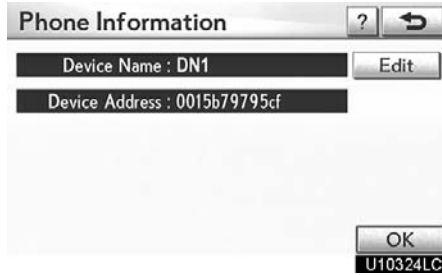 Phone Information ?
Device Name : DN1 Edit
Device Address : 0015b79795cf
OK
U10324LC